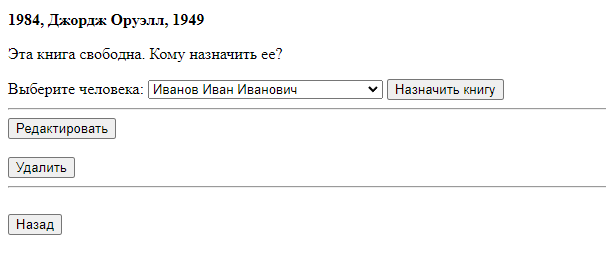 1984, Джордж Оруэлл, 1949
Эта книга свободна. Кому назначить ее?
Выберите человека: Иванов Иван Иванович Назначить книгу
Редактировать
Удалить
Назад